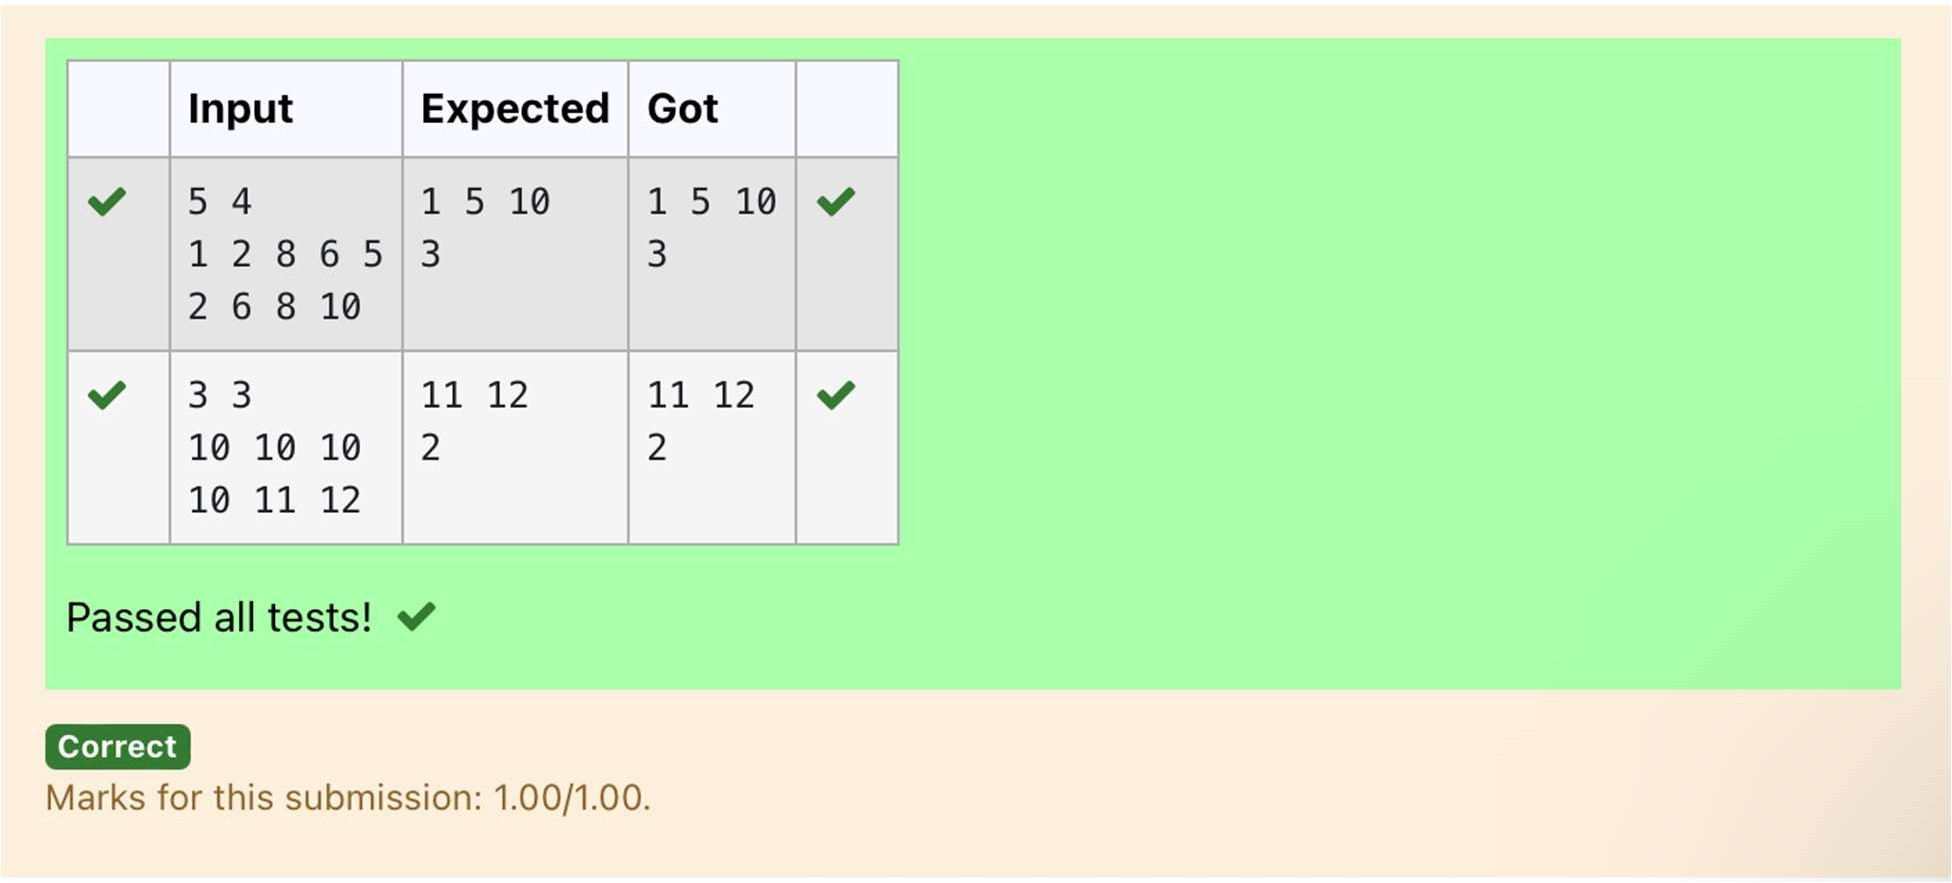 Input Expected Got
5 4 1 5 10 1 5 10
1 2 8 6 5 3 3
2 6 8 10
3 3 11 12 11 12
10 10 10 2 2
10 11 12
Passed all tests!
Correct
Marks for this submission: 1.00/1.00.